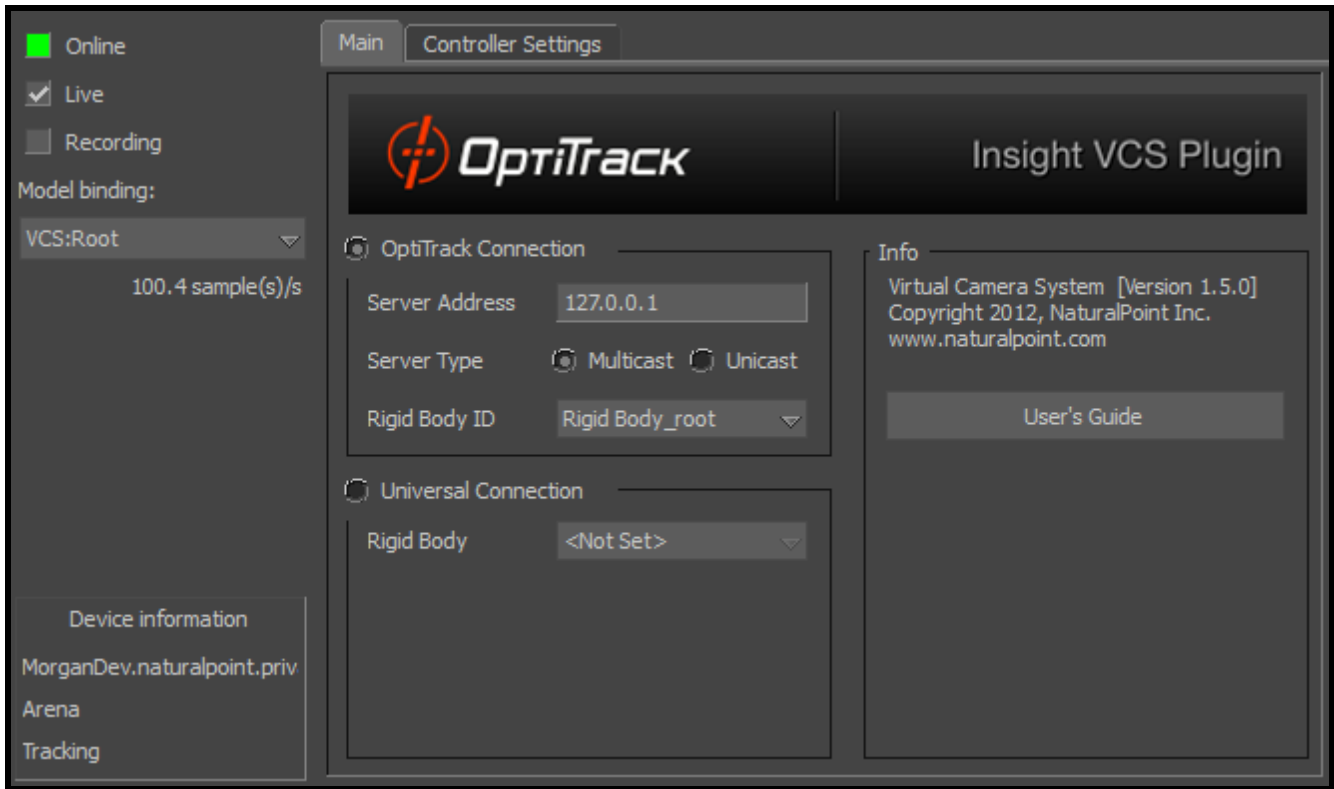 Online
Live
Recording
Model binding:
VCS:Root
100.4 sample(s)/s
Device information
MorganDev.naturalpoint.priv
Arena
Tracking
Main
Controller Settings
OptiTrack
Insight VCS Plugin
OptiTrack Connection
Server Address
127.0.0.1
Server Type
Multicast
Unicast
Rigid Body ID
Rigid Body_root
Universal Connection
Rigid Body
<Not Set>
Info
Virtual Camera System [Version 1.5.0]
Copyright 2012, NaturalPoint Inc.
www.naturalpoint.com
User's Guide